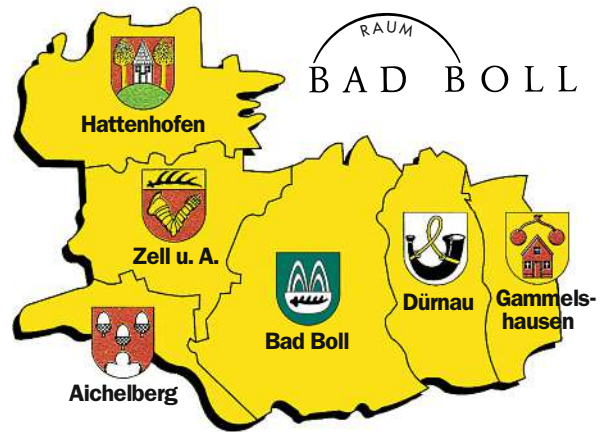 RAUM
BAD BOLL
Hattenhofen
Zell u. A.
Dürnau
Gammels-
hausen
Bad Boll
Aichelberg